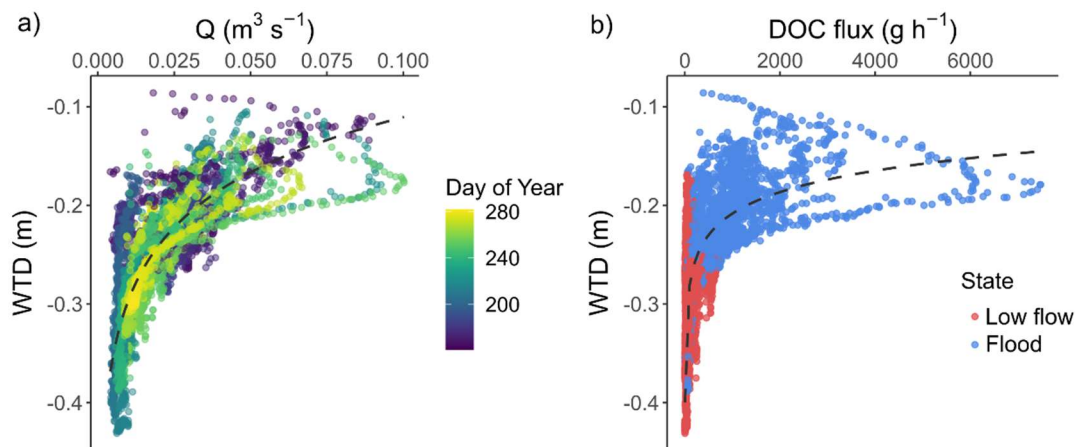 a)
Q (m³ s⁻¹)
0.000 0.025 0.050 0.075 0.100
WTD (m)
-0.1
-0.2
-0.3
-0.4
Day of Year
280
240
200
b)
DOC flux (g h⁻¹)
0 2000 4000 6000
WTD (m)
-0.1
-0.2
-0.3
-0.4
State
Low flow
Flood